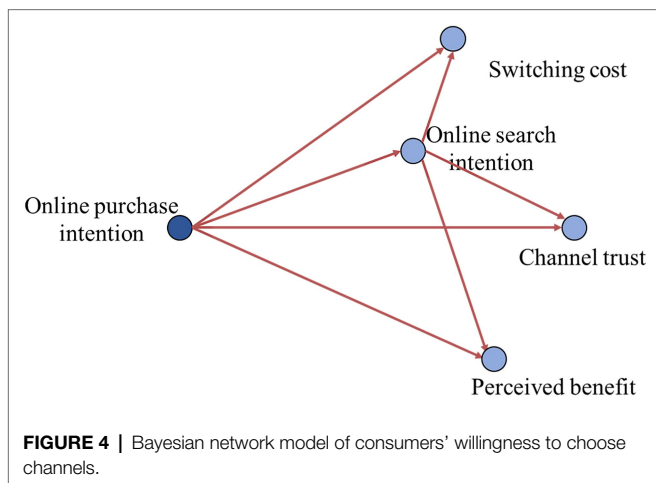 Switching cost
Online search
intention
Online purchase
intention
Channel trust
Perceived benefit
FIGURE 4 | Bayesian network model of consumers’ willingness to choose
channels.